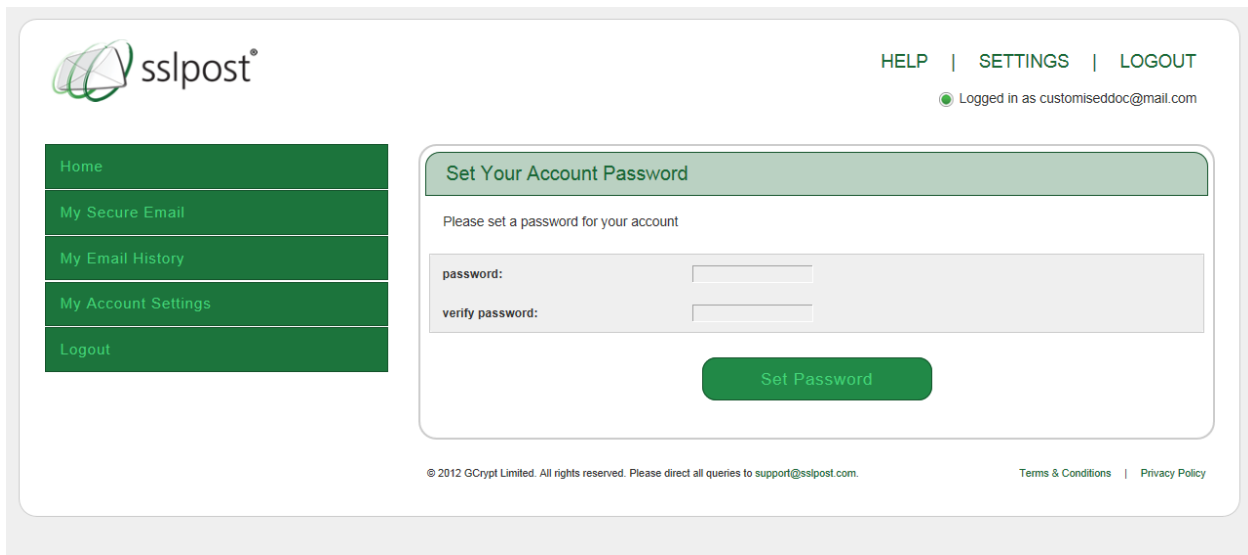 sslpost®
HELP | SETTINGS | LOGOUT
Logged in as customiseddoc@mail.com
Home
My Secure Email
My Email History
My Account Settings
Logout
Set Your Account Password
Please set a password for your account
password:
verify password:
Set Password
© 2012 GCrypt Limited. All rights reserved. Please direct all queries to support@sslpost.com.
Terms & Conditions | Privacy Policy